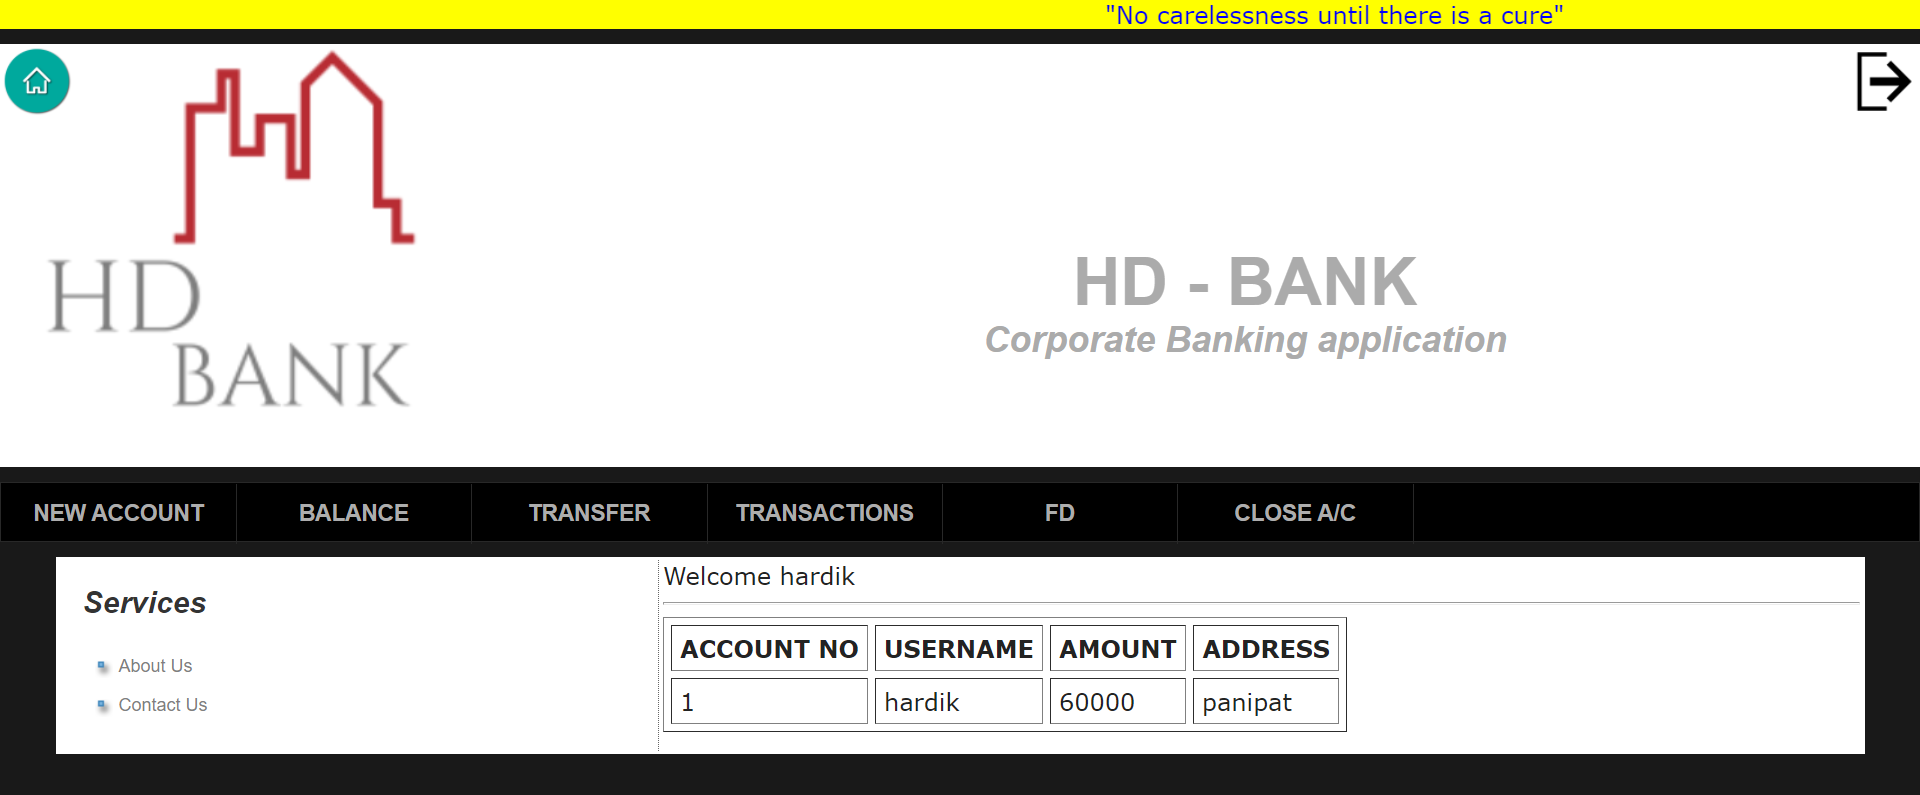 "No carelessness until there is a cure"
HD
BANK
HD - BANK
Corporate Banking application
NEW ACCOUNT BALANCE TRANSFER TRANSACTIONS FD CLOSE A/C
Services
About Us
Contact Us
Welcome hardik
ACCOUNT NO USERNAME AMOUNT ADDRESS
1 hardik 60000 panipat